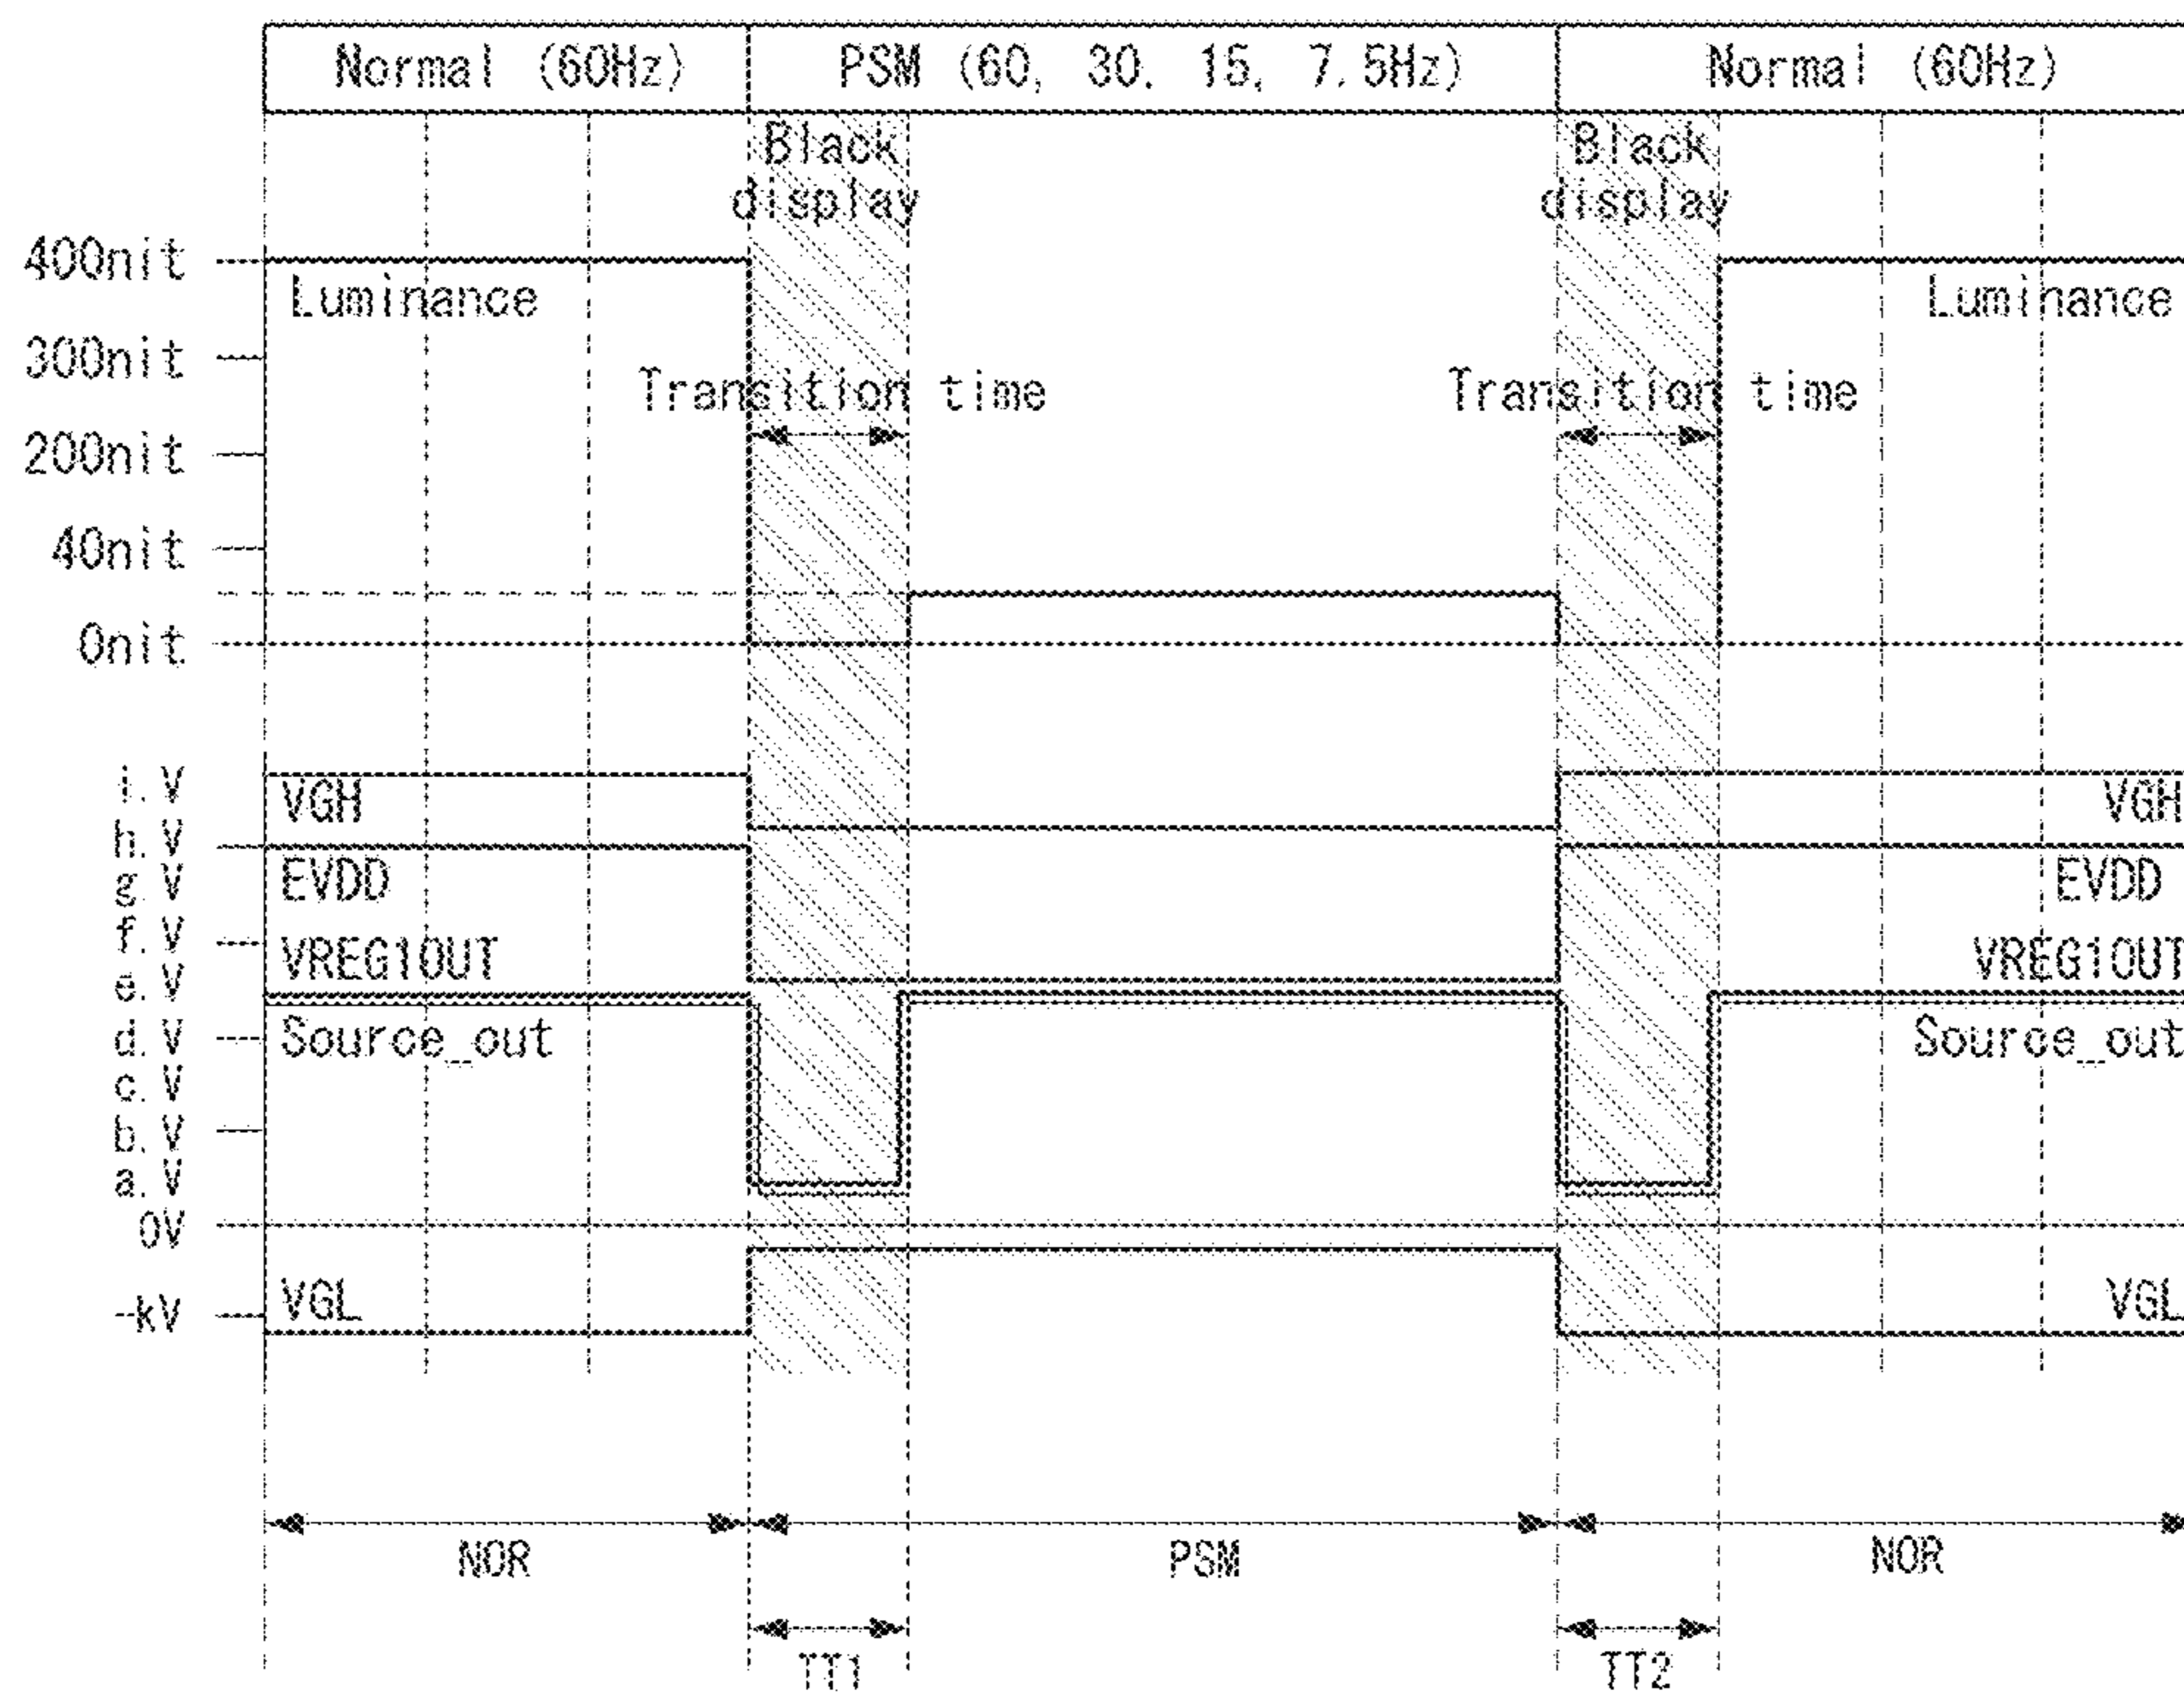 Normal (60Hz) PSM (60, 30, 15, 7.5Hz) Normal (60Hz)
Black display Black display
400nit
Luminance Luminance
300nit
Transition time Transition time
200nit
40nit
0nit
i.V
VGH VGH
h.V
g.V EVDD EVDD
f.V
VREG1OUT VREG1OUT
e.V
d.V Source_out Source_out
c.V
b.V
a.V
0V
-kV VGL VGL
NOR PSM NOR
TT1 TT2